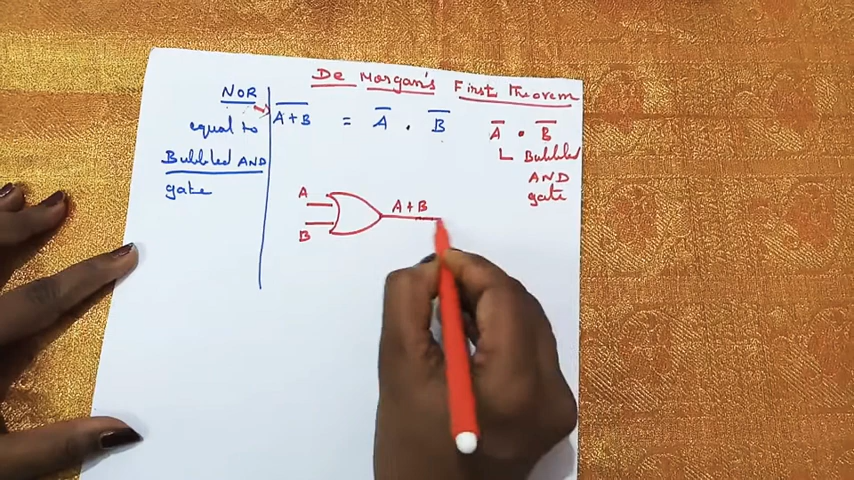 De Morgan's First Theorem
NOR
equal to
Bubbled AND
gate
A̅+̅B̅ = A̅ . B̅
A̅ . B̅
Bubbled
AND
gate
A
B
A+B